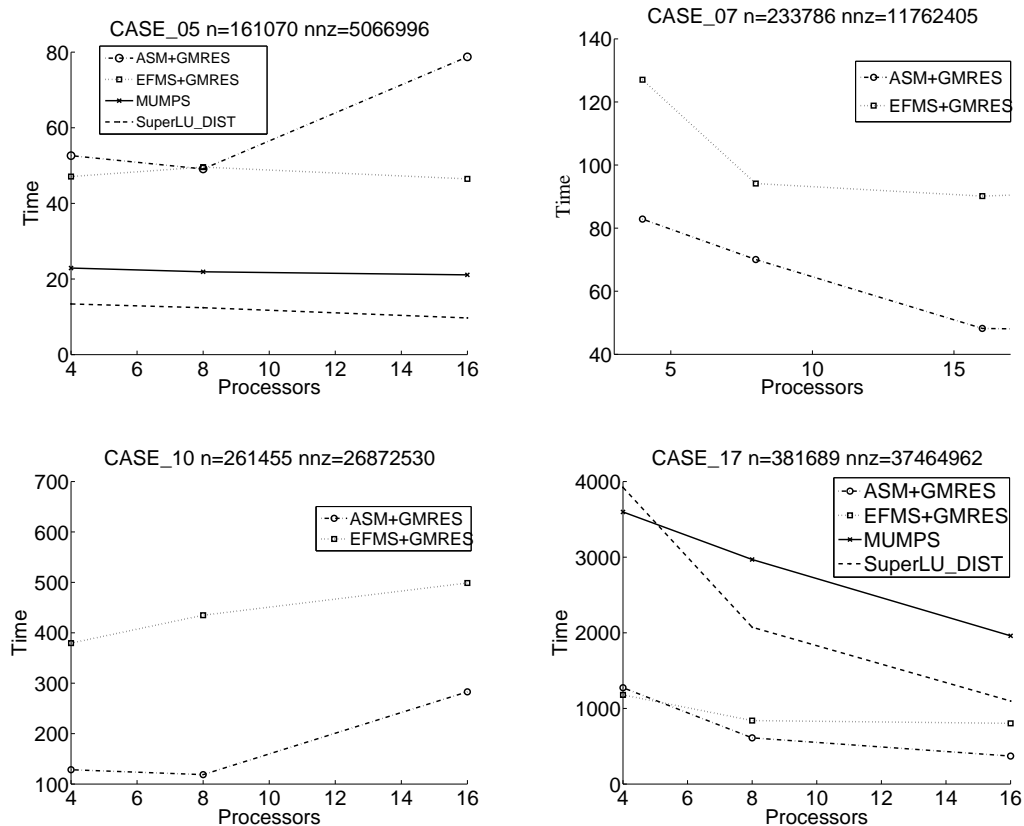 CASE_05 n=161070 nnz=5066996
ASM+GMRES
EFMS+GMRES
MUMPS
SuperLU_DIST
80
60
40
20
0
Time
4 6 8 10 12 14 16
Processors
CASE_07 n=233786 nnz=11762405
ASM+GMRES
EFMS+GMRES
140
120
100
80
60
40
Time
5 10 15
Processors
CASE_10 n=261455 nnz=26872530
ASM+GMRES
EFMS+GMRES
700
600
500
400
300
200
100
Time
4 6 8 10 12 14 16
Processors
CASE_17 n=381689 nnz=37464962
ASM+GMRES
EFMS+GMRES
MUMPS
SuperLU_DIST
4000
3000
2000
1000
0
Time
4 6 8 10 12 14 16
Processors